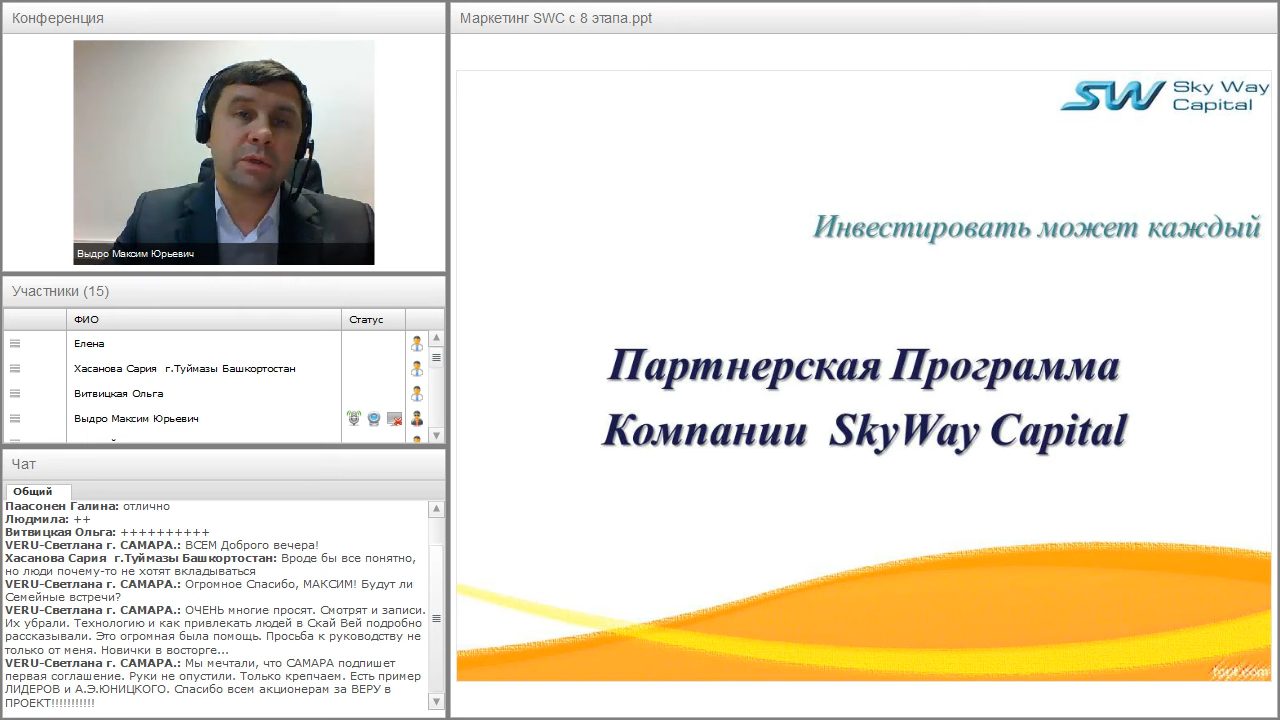 Конференция
Выдро Максим Юрьевич
Участники (15)
ФИО
Статус
Елена
Хасанова Сария г.Туймазы Башкортостан
Витвицкая Ольга
Выдро Максим Юрьевич
Чат
Общий
Паасонен Галина: отлично
Людмила: ++
Витвицкая Ольга: ++++++++++
VERU-Светлана г. САМАРА.: ВСЕМ Доброго вечера!
Хасанова Сария г.Туймазы Башкортостан: Вроде бы все понятно,
но люди почему-то не хотят вкладываться
VERU-Светлана г. САМАРА.: Огромное Спасибо, МАКСИМ! Будут ли
Семейные встречи?
VERU-Светлана г. САМАРА.: ОЧЕНЬ многие просят. Смотрят и записи.
Их убрали. Технологию и как привлекать людей в Скай Вей подробно
рассказывали. Это огромная была помощь. Просьба к руководству не
только от меня. Новички в восторге...
VERU-Светлана г. САМАРА.: Мы мечтали, что САМАРА подпишет
первая соглашение. Руки не опустили. Только крепчаем. Есть пример
ЛИДЕРОВ и А.Э.ЮНИЦКОГО. Спасибо всем акционерам за ВЕРУ в
ПРОЕКТ!!!!!!!!!!!
Маркетинг SWC с 8 этапа.ppt
SW Sky Way
Capital
Инвестировать может каждый
Партнерская Программа
Компании SkyWay Capital
fppt.com